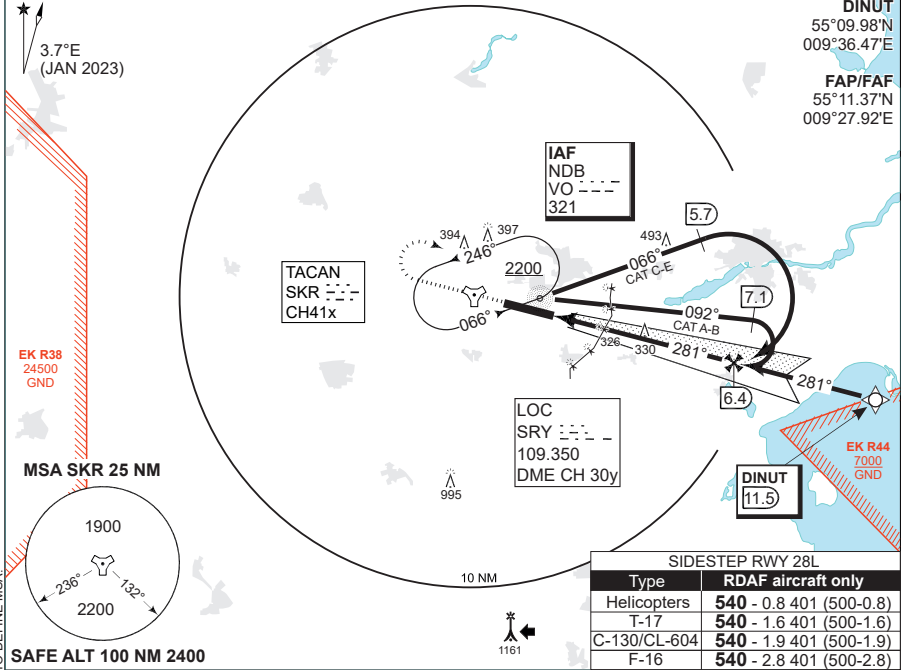 3.7°E
(JAN 2023)
DINUT
55°09.98'N
009°36.47'E
FAP/FAF
55°11.37'N
009°27.92'E
IAF
NDB
VO
321
394
397
246°
2200
493
5.7
066°
CAT C-E
TACAN
SKR
CH41x
066°
7.1
092°
CAT A-B
326
330
281°
6.4
281°
EK R38
24500
GND
LOC
SRY
109.350
DME CH 30y
EK R44
7000
GND
DINUT
11.5
995
MSA SKR 25 NM
1900
236°
132°
2200
SAFE ALT 100 NM 2400
10 NM
1161
SIDESTEP RWY 28L
Type RDAF aircraft only
Helicopters 540 - 0.8 401 (500-0.8)
T-17 540 - 1.6 401 (500-1.6)
C-130/CL-604 540 - 1.9 401 (500-1.9)
F-16 540 - 2.8 401 (500-2.8)